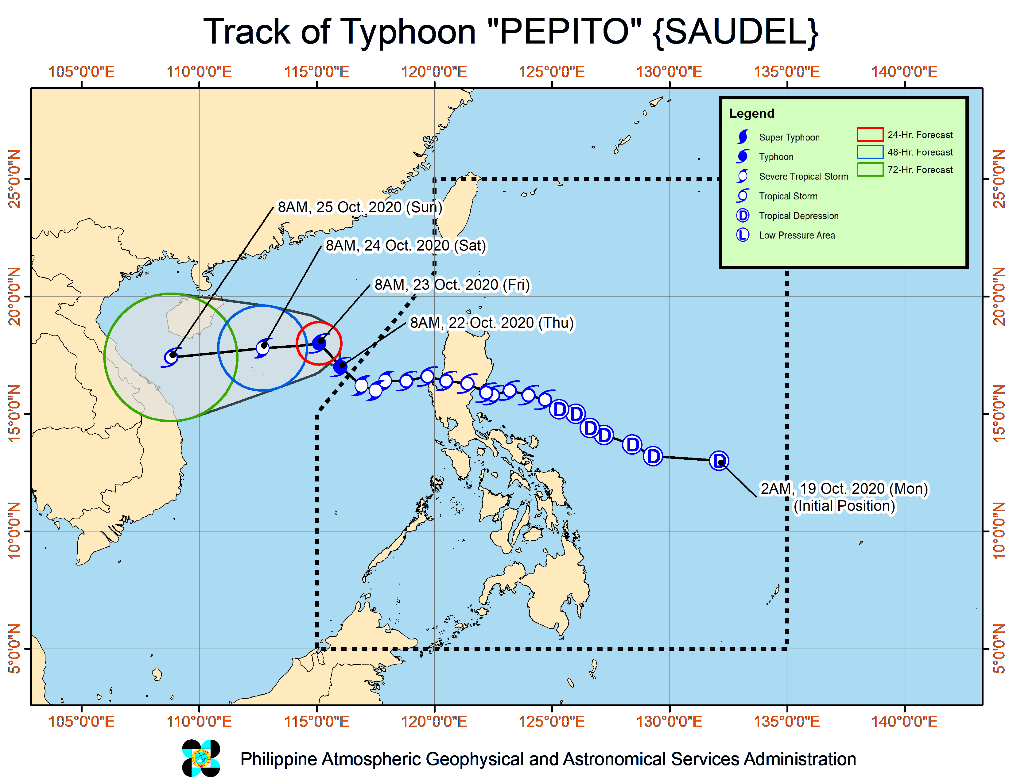 Track of Typhoon "PEPITO" {SAUDEL}
105°0'0"E 110°0'0"E 115°0'0"E 120°0'0"E 125°0'0"E 130°0'0"E 135°0'0"E 140°0'0"E
Legend
Super Typhoon
Typhoon
Severe Tropical Storm
Tropical Storm
D Tropical Depression
L Low Pressure Area
24-Hr. Forecast
48-Hr. Forecast
72-Hr. Forecast
25°0'0"N 25°0'0"N
8AM, 25 Oct. 2020 (Sun)
8AM, 24 Oct. 2020 (Sat)
8AM, 23 Oct. 2020 (Fri)
20°0'0"N 20°0'0"N
8AM, 22 Oct. 2020 (Thu)
15°0'0"N 15°0'0"N
D D D D D D D
2AM, 19 Oct. 2020 (Mon)
(Initial Position)
10°0'0"N 10°0'0"N
5°0'0"N 5°0'0"N
105°0'0"E 110°0'0"E 115°0'0"E 120°0'0"E 125°0'0"E 130°0'0"E 135°0'0"E 140°0'0"E
Philippine Atmospheric Geophysical and Astronomical Services Administration